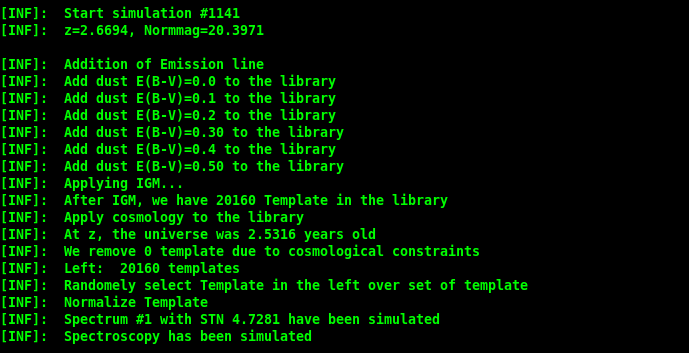 [INF]:  Start simulation #1141
[INF]:  z=2.6694, Normmag=20.3971
[INF]:  Addition of Emission line
[INF]:  Add dust E(B-V)=0.0 to the library
[INF]:  Add dust E(B-V)=0.1 to the library
[INF]:  Add dust E(B-V)=0.2 to the library
[INF]:  Add dust E(B-V)=0.30 to the library
[INF]:  Add dust E(B-V)=0.4 to the library
[INF]:  Add dust E(B-V)=0.50 to the library
[INF]:  Applying IGM...
[INF]:  After IGM, we have 20160 Template in the library
[INF]:  Apply cosmology to the library
[INF]:  At z, the universe was 2.5316 years old
[INF]:  We remove 0 template due to cosmological constraints
[INF]:  Left:  20160 templates
[INF]:  Randomely select Template in the left over set of template
[INF]:  Normalize Template
[INF]:  Spectrum #1 with STN 4.7281 have been simulated
[INF]:  Spectroscopy has been simulated